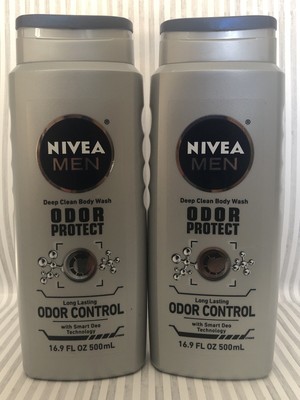 NIVEA
MEN
®
Deep Clean Body Wash
ODOR
PROTECT
Long Lasting
ODOR CONTROL
with Smart Deo
Technology
16.9 FL OZ 500mL
NIVEA
MEN
®
Deep Clean Body Wash
ODOR
PROTECT
Long Lasting
ODOR CONTROL
with Smart Deo
Technology
16.9 FL OZ 500mL